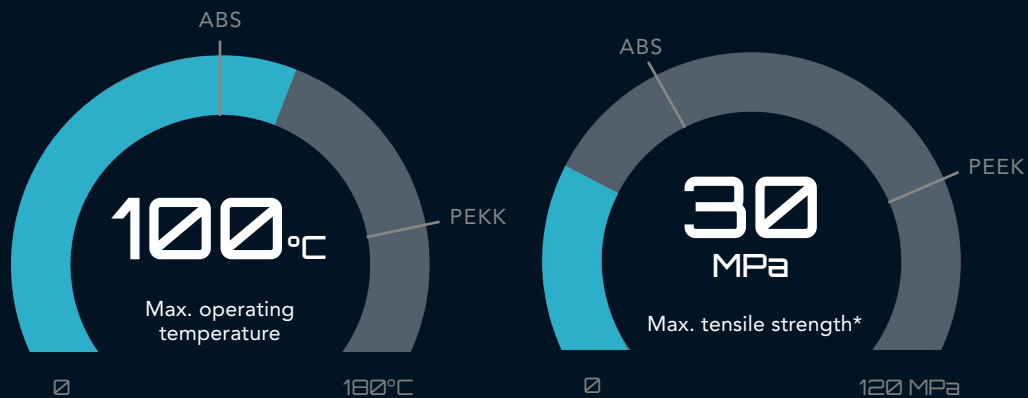 ABS
PEKK
100°C
Max. operating
temperature
0
180°C
ABS
PEEK
30
MPa
Max. tensile strength*
0
120 MPa